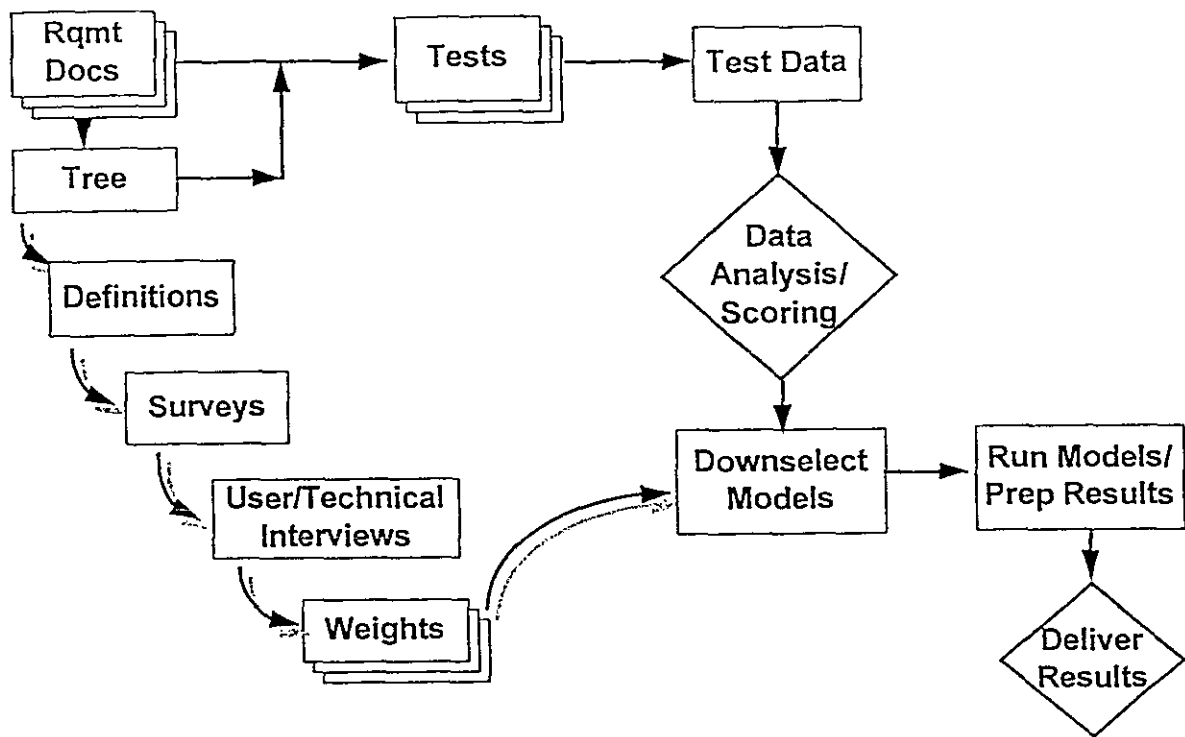 Rqmt
Docs
Tests
Test Data
Tree
Data
Analysis/
Scoring
Definitions
Surveys
Downselect
Models
Run Models/
Prep Results
User/Technical
Interviews
Weights
Deliver
Results